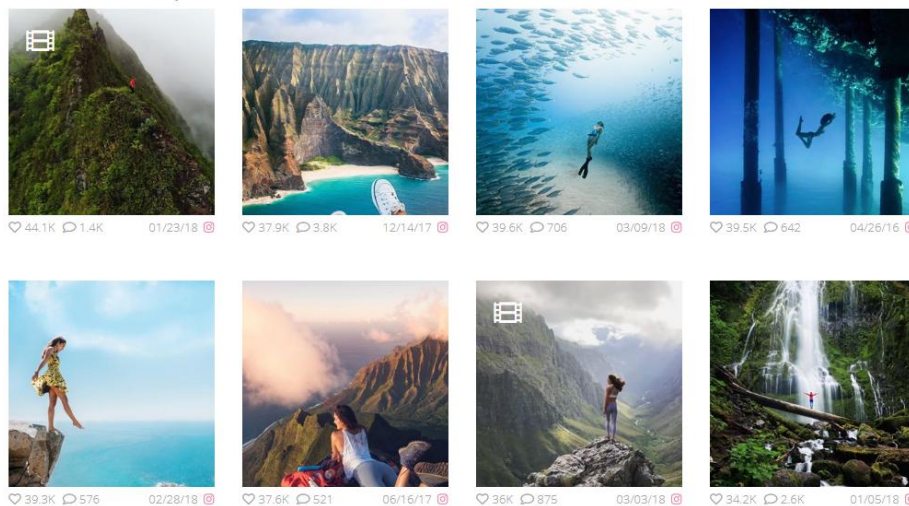 44.1K 1.4K 01/23/18
37.9K 3.8K 12/14/17
39.6K 706 03/09/18
39.5K 642 04/26/16
39.3K 576 02/28/18
37.6K 521 06/16/17
36K 875 03/03/18
34.2K 2.6K 01/05/18